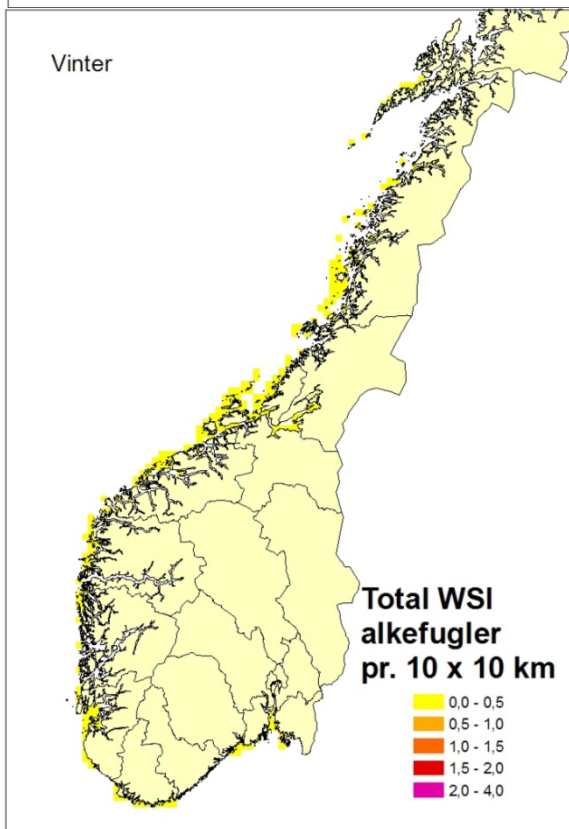 Vinter
Total WSI
alkefugler
pr. 10 x 10 km
0,0 - 0,5
0,5 - 1,0
1,0 - 1,5
1,5 - 2,0
2,0 - 4,0